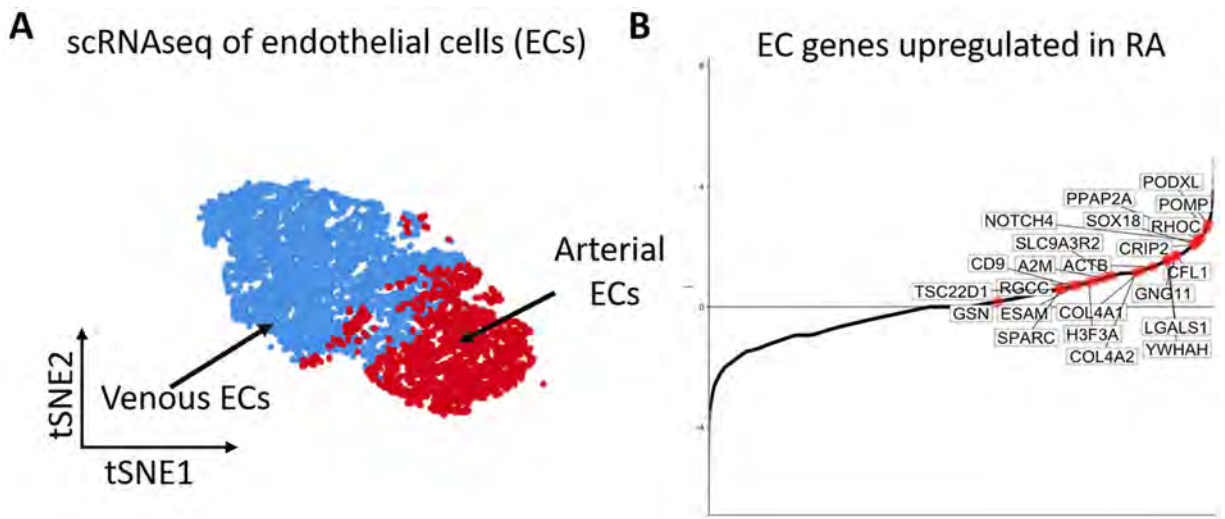 A
scRNAseq of endothelial cells (ECs)
Arterial
ECs
Venous ECs
tSNE2
tSNE1
B
EC genes upregulated in RA
8
4
0
-4
PODXL
PPAP2A
POMP
NOTCH4
SOX18
RHOC
SLC9A3R2
CRIP2
CD9
A2M
ACTB
CFL1
TSC22D1
RGCC
GNG11
GSN
ESAM
COL4A1
LGALS1
SPARC
H3F3A
YWHAH
COL4A2